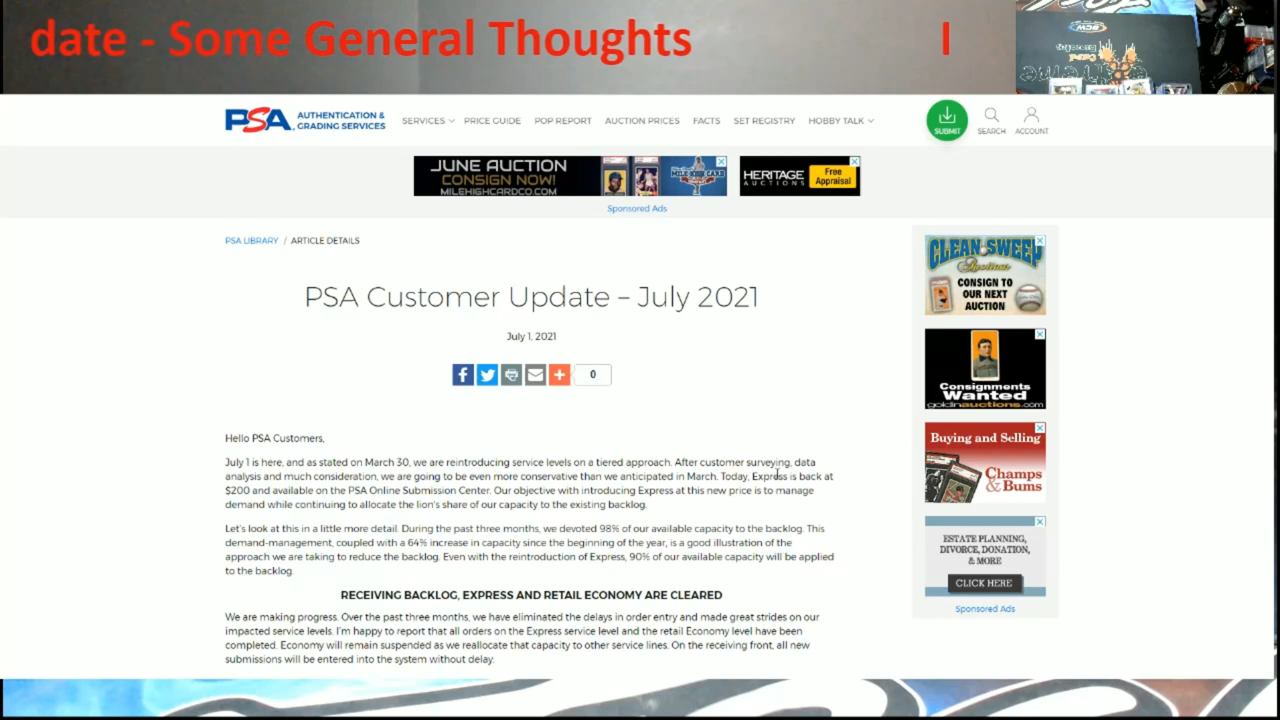 date - Some General Thoughts I
PSA AUTHENTICATION &
GRADING SERVICES
SERVICES PRICE GUIDE POP REPORT AUCTION PRICES FACTS SET REGISTRY HOBBY TALK
SUBMIT SEARCH ACCOUNT
JUNE AUCTION
CONSIGN NOW!
MILEHIGHCARDCO.COM
HERITAGE
AUCTIONS
Free
Appraisal
Sponsored Ads
PSA LIBRARY / ARTICLE DETAILS
PSA Customer Update – July 2021
July 1, 2021
0
Hello PSA Customers,
July 1 is here, and as stated on March 30, we are reintroducing service levels on a tiered approach. After customer surveying, data
analysis and much consideration, we are going to be even more conservative than we anticipated in March. Today, Express is back at
$200 and available on the PSA Online Submission Center. Our objective with introducing Express at this new price is to manage
demand while continuing to allocate the lion's share of our capacity to the existing backlog.
Let's look at this in a little more detail. During the past three months, we devoted 98% of our available capacity to the backlog. This
demand-management, coupled with a 64% increase in capacity since the beginning of the year, is a good illustration of the
approach we are taking to reduce the backlog. Even with the reintroduction of Express, 90% of our available capacity will be applied
to the backlog.
RECEIVING BACKLOG, EXPRESS AND RETAIL ECONOMY ARE CLEARED
We are making progress. Over the past three months, we have eliminated the delays in order entry and made great strides on our
impacted service levels. I'm happy to report that all orders on the Express service level and the retail Economy level have been
completed. Economy will remain suspended as we reallocate that capacity to other service lines. On the receiving front, all new
submissions will be entered into the system without delay.
CLEAN SWEEP
Auctions
CONSIGN TO
OUR NEXT
AUCTION
Consignments
Wanted
goldinauctions.com
Buying and Selling
Champs
& Bums
ESTATE PLANNING,
DIVORCE, DONATION,
& MORE
CLICK HERE
Sponsored Ads